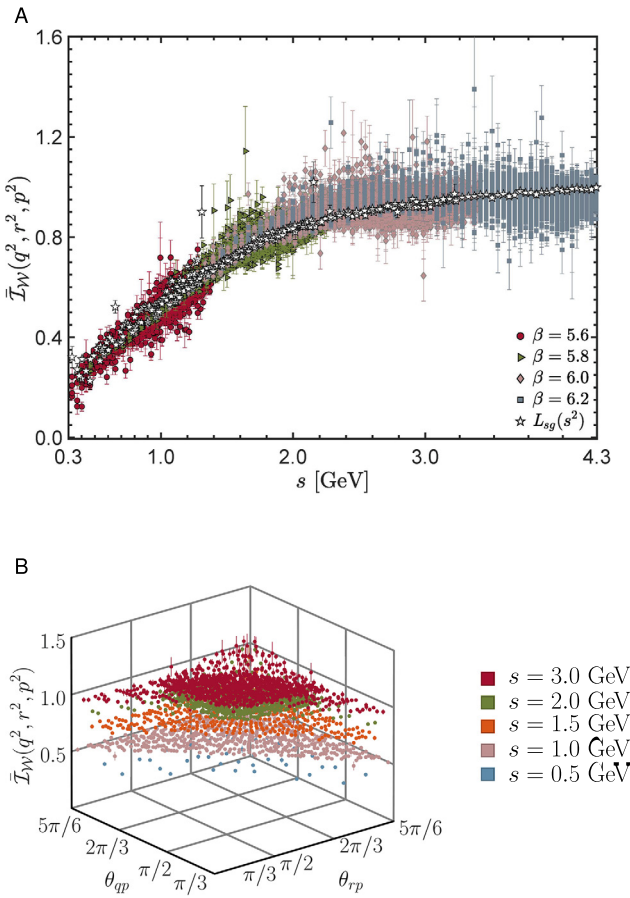 A
1.6
1.2
0.8
0.4
0.0
Ī_W(q², r², p²)
0.3 1.0 2.0 3.0 4.3
s [GeV]
β = 5.6
β = 5.8
β = 6.0
β = 6.2
L_sg(s²)
B
1.5
1.0
0.5
Ī_W(q², r², p²)
5π/6 2π/3 π/2 π/3
θ_qp
π/3 π/2 2π/3 5π/6
θ_rp
s = 3.0 GeV
s = 2.0 GeV
s = 1.5 GeV
s = 1.0 GeV
s = 0.5 GeV